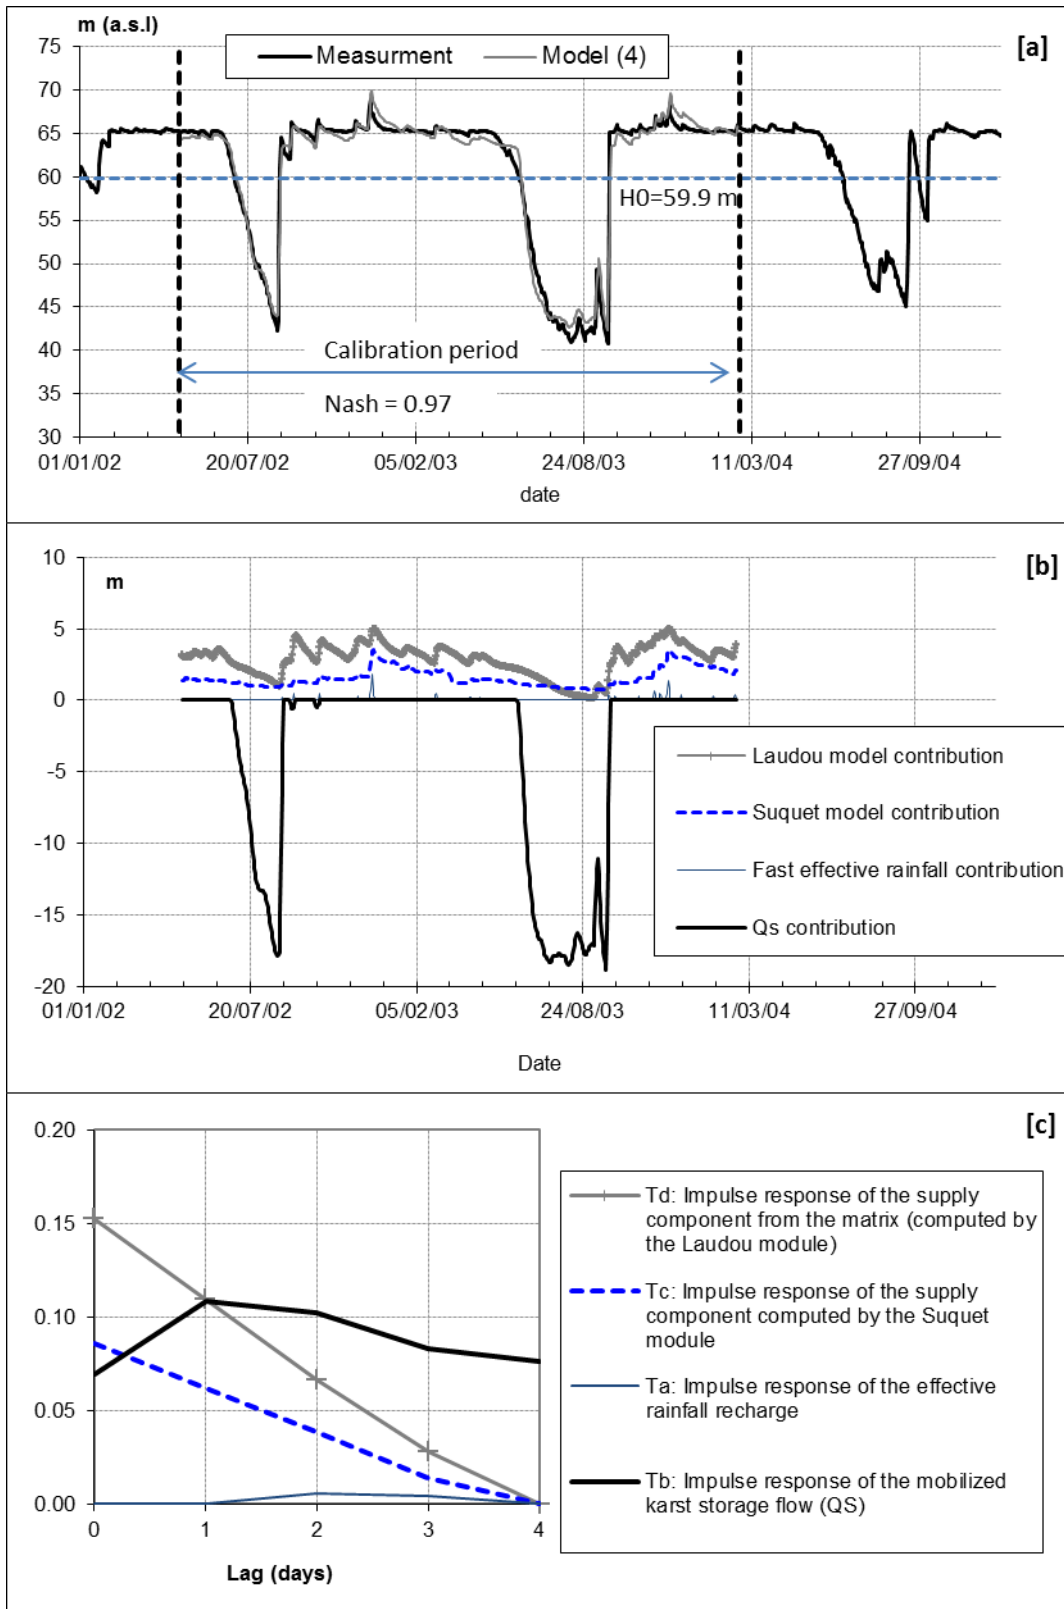 m (a.s.l)
[a]
Measurment
Model (4)
75
70
65
60
55
50
45
40
35
30
H0=59.9 m
Calibration period
Nash = 0.97
01/01/02
20/07/02
05/02/03
24/08/03
11/03/04
27/09/04
date
[b]
m
10
5
0
-5
-10
-15
-20
Laudou model contribution
Suquet model contribution
Fast effective rainfall contribution
Qs contribution
01/01/02
20/07/02
05/02/03
24/08/03
11/03/04
27/09/04
Date
[c]
0.20
0.15
0.10
0.05
0.00
0
1
2
3
4
Lag (days)
Td: Impulse response of the supply
component from the matrix (computed by
the Laudou module)
Tc: Impulse response of the supply
component computed by the Suquet
module
Ta: Impulse response of the effective
rainfall recharge
Tb: Impulse response of the mobilized
karst storage flow (QS)